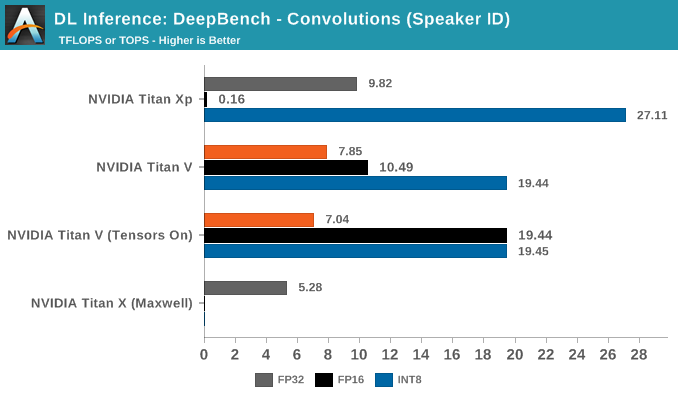 DL Inference: DeepBench - Convolutions (Speaker ID)
TFLOPS or TOPS - Higher is Better
NVIDIA Titan Xp
9.82
0.16
27.11
NVIDIA Titan V
7.85
10.49
19.44
NVIDIA Titan V (Tensors On)
7.04
19.44
19.45
NVIDIA Titan X (Maxwell)
5.28
0 2 4 6 8 10 12 14 16 18 20 22 24 26 28
FP32 FP16 INT8